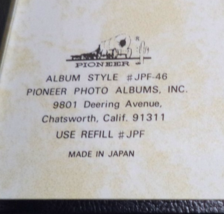 PIONEER
ALBUM STYLE #JPF-46
PIONEER PHOTO ALBUMS, INC.
9801 Deering Avenue,
Chatsworth, Calif. 91311
USE REFILL #JPF
MADE IN JAPAN